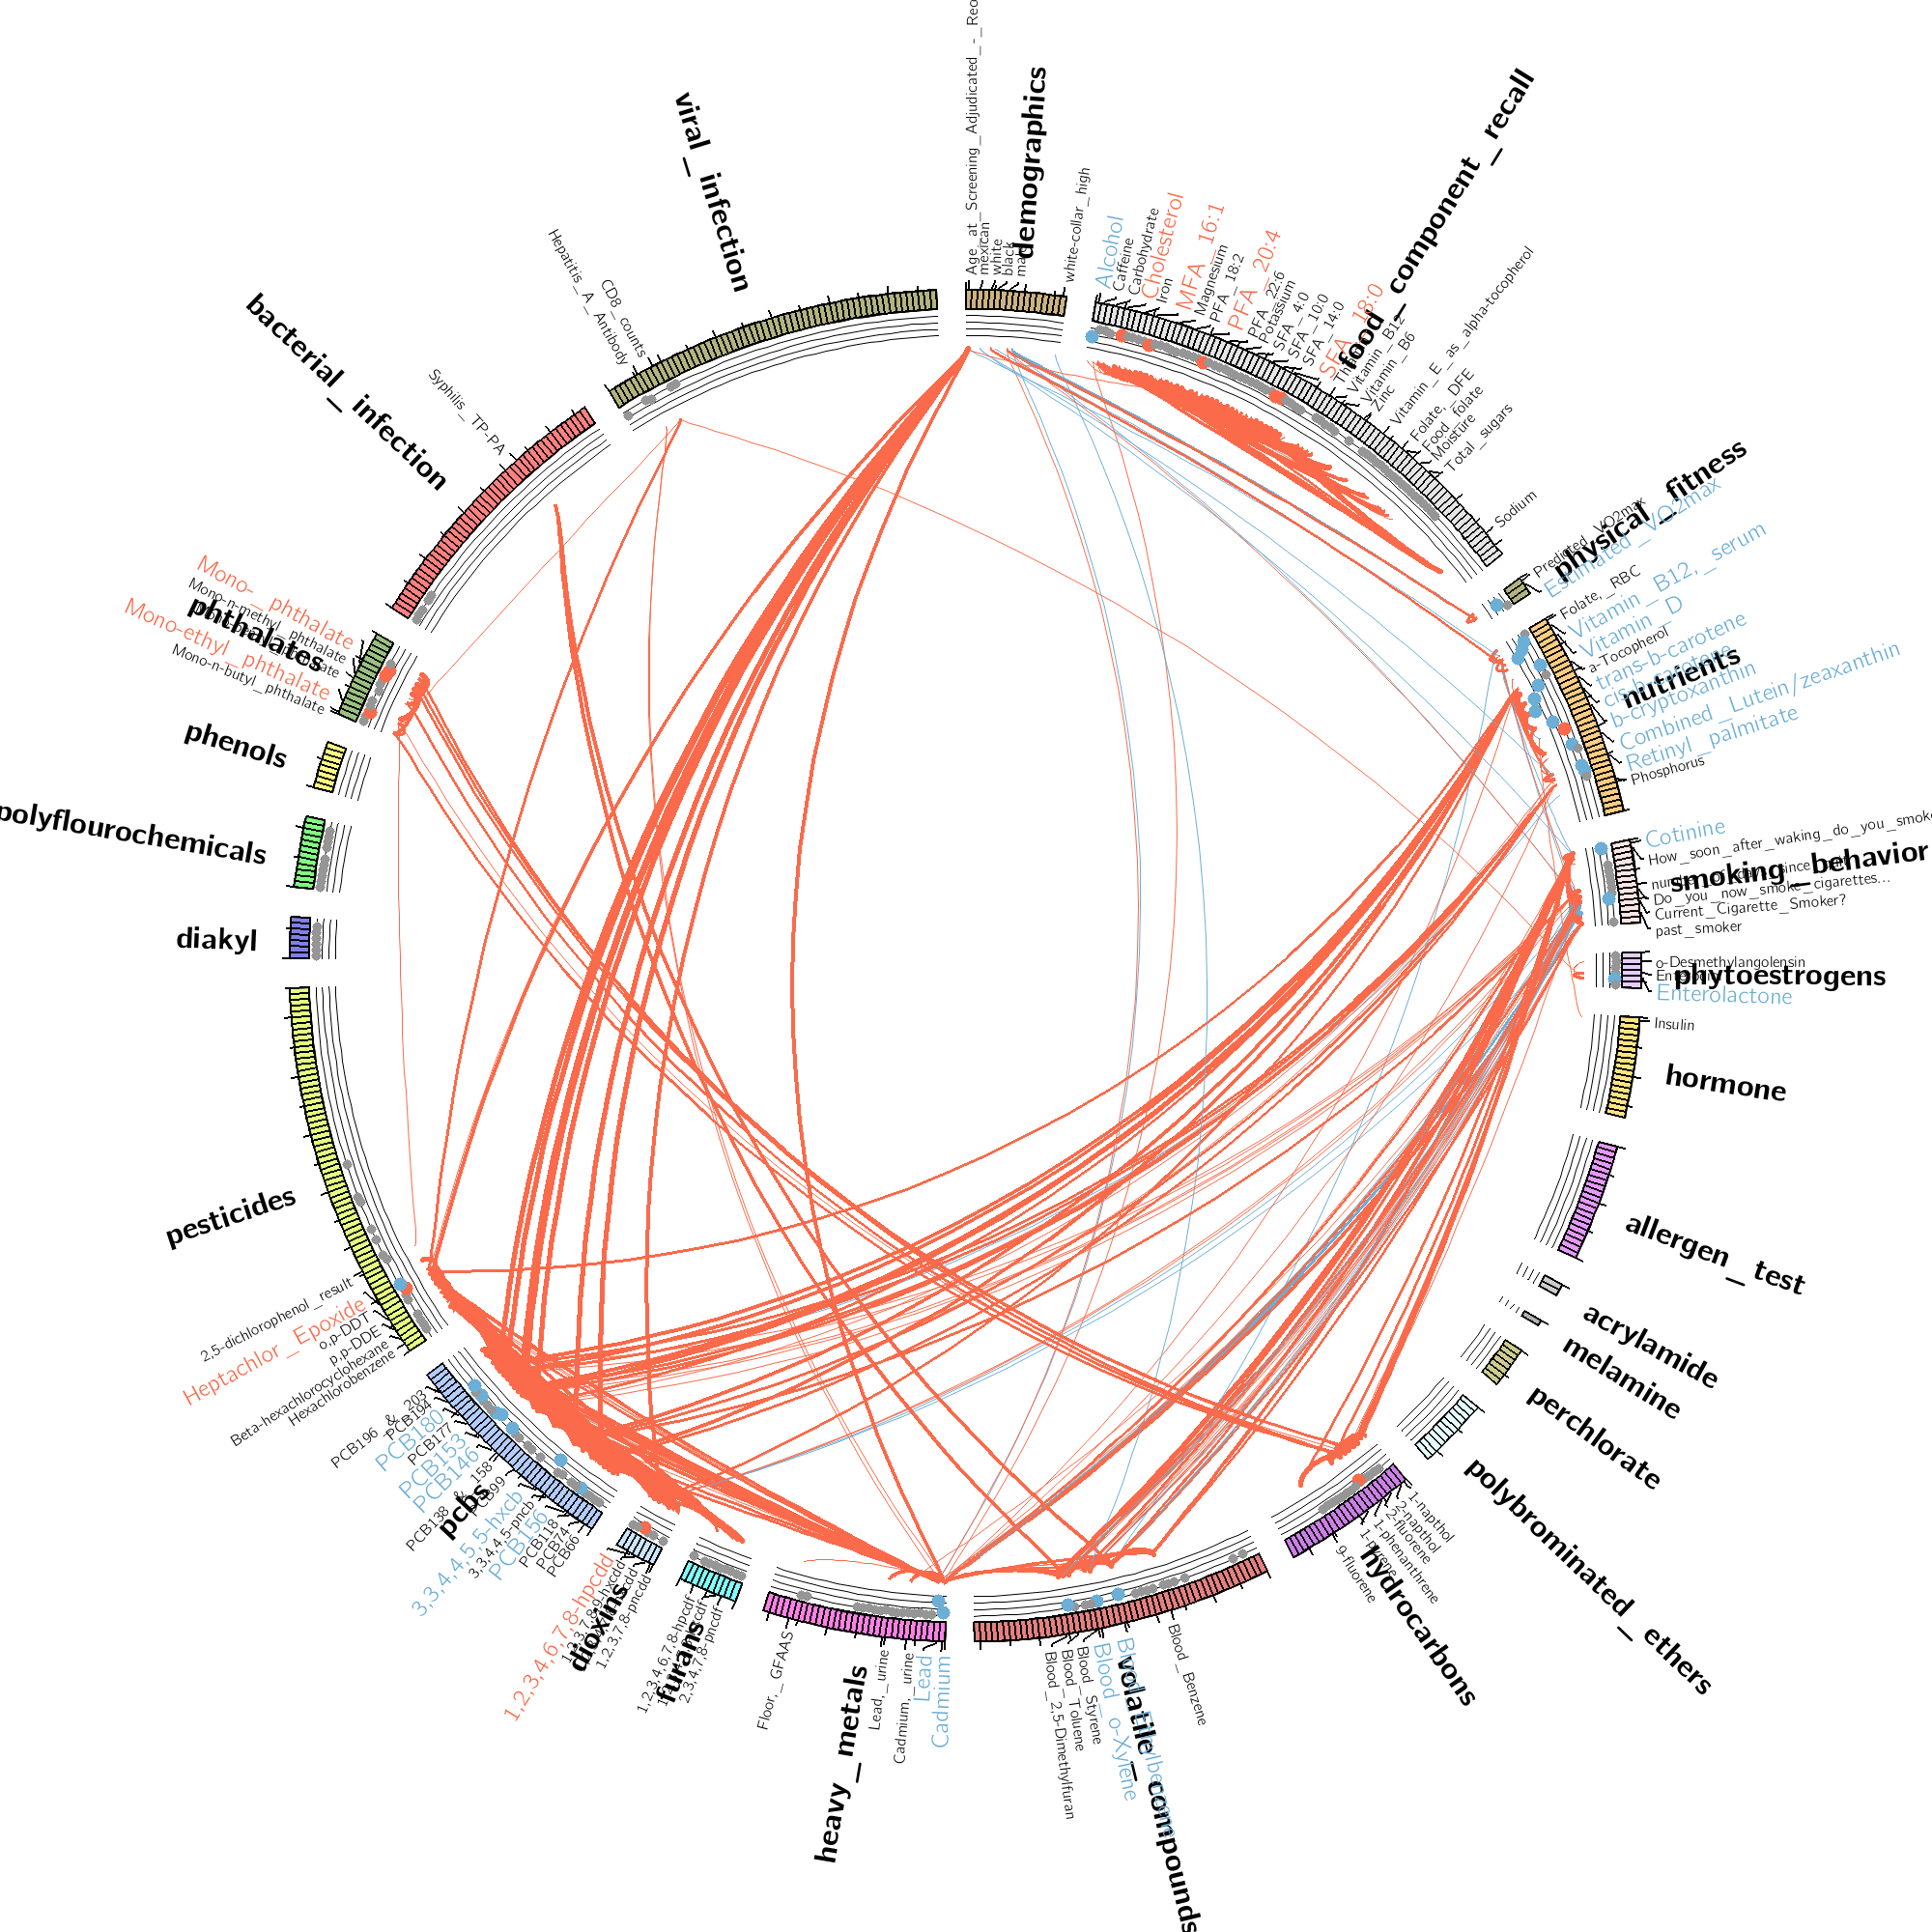 Age_at_Screening_Adjudicated_-_Reco
mexican
white
black
demographics
white-collar_high
Alcohol
Caffeine
Carbohydrate
Cholesterol
Iron
MFA_16:1
Magnesium
PFA_18:2
PFA_20:4
PFA_22:6
Potassium
SFA_4:0
SFA_10:0
SFA_14:0
SFA_18:0
food_component_recall
Vitamin_B12
Vitamin_B6
Zinc
Vitamin_E_as_alpha-tocopherol
Folate,_DFE
Food_folate
Moisture
Total_sugars
Sodium
physical_fitness
Predicted_VO2max
Estimated_VO2max
Folate,_RBC
Vitamin_B12,_serum
Vitamin_D
a-Tocopherol
trans-b-carotene
cis-b-carotene
nutrients
b-cryptoxanthin
Combined_Lutein/zeaxanthin
Retinyl_palmitate
Phosphorus
Cotinine
How_soon_after_waking_do_you_smoke
smoking_behavior
Do_you_now_smoke_cigarettes...
Current_Cigarette_Smoker?
past_smoker
o-Desmethylangolensin
phytoestrogens
Enterolactone
Insulin
hormone
allergen_test
acrylamide
melamine
perchlorate
polybrominated_ethers
1-napthol
2-napthol
2-fluorene
1-phenanthrene
1-pyrene
9-fluorene
hydrocarbons
Blood_Benzene
volatile_compounds
Blood_o-Xylene
Blood_Styrene
Blood_Toluene
Blood_2,5-Dimethylfuran
Cadmium
Lead
Cadmium,_urine
Lead,_urine
heavy_metals
Floor,_GFAAS
2,3,4,7,8-pncdf
1,2,3,4,6,7,8-hpcdf
furans
1,2,3,7,8-pncdd
1,2,3,4,6,7,8-hpcdd
dioxins
PCB66
PCB74
PCB118
PCB156
3,3,4,4,5-pncb
3,3,4,4,5,5-hxcb
PCB99
PCB138_&_158
pcbs
PCB146
PCB153
PCB177
PCB180
PCB194
PCB196_&_203
Hexachlorobenzene
Beta-hexachlorocyclohexane
p,p-DDE
o,p-DDT
Heptachlor_Epoxide
2,5-dichlorophenol_result
pesticides
diakyl
polyflourochemicals
phenols
Mono-n-butyl_phthalate
Mono-ethyl_phthalate
phthalates
Mono-n-methyl_phthalate
Mono-_phthalate
bacterial_infection
Syphilis_TP-PA
Hepatitis_A_Antibody
CD8_counts
viral_infection